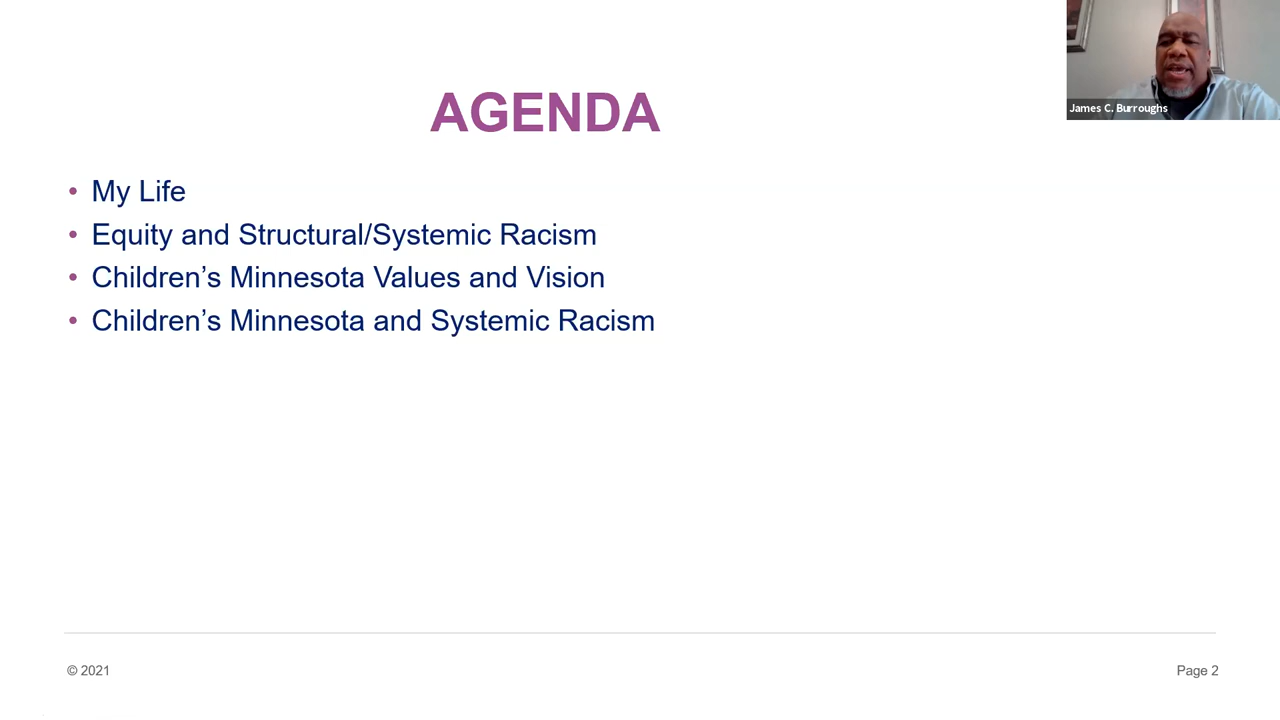 AGENDA
James C. Burroughs
• My Life
• Equity and Structural/Systemic Racism
• Children’s Minnesota Values and Vision
• Children’s Minnesota and Systemic Racism
© 2021
Page 2